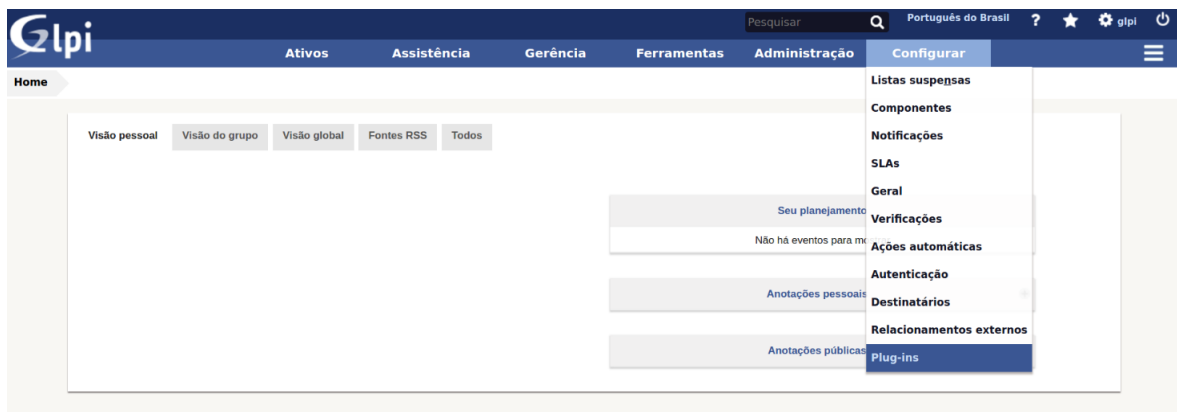 Glpi
Pesquisar Português do Brasil ? glpi
Ativos Assistência Gerência Ferramentas Administração Configurar
Home
Visão pessoal Visão do grupo Visão global Fontes RSS Todos
Seu planejamento
Não há eventos para
Anotações pessoais
Anotações públicas
Listas suspensas
Componentes
Notificações
SLAs
Geral
Verificações
Ações automáticas
Autenticação
Destinatários
Relacionamentos externos
Plug-ins